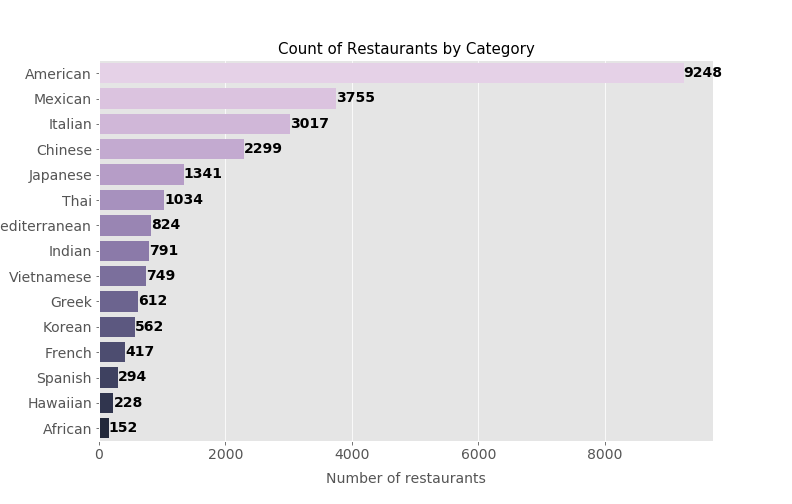 Count of Restaurants by Category
American 9248
Mexican 3755
Italian 3017
Chinese 2299
Japanese 1341
Thai 1034
editerranean 824
Indian 791
Vietnamese 749
Greek 612
Korean 562
French 417
Spanish 294
Hawaiian 228
African 152
0 2000 4000 6000 8000
Number of restaurants